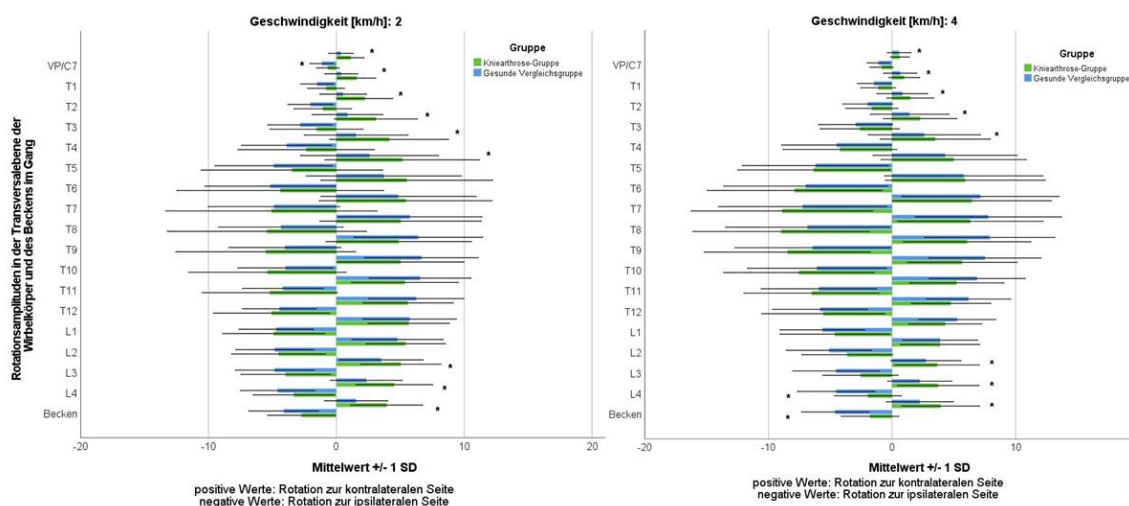 Geschwindigkeit [km/h]: 2
Rotationsamplituden in der Transversalebene der
Wirbelkörper und des Beckens im Gang
VP/C7
T1
T2
T3
T4
T5
T6
T7
T8
T9
T10
T11
T12
L1
L2
L3
L4
Becken
Gruppe
Kniearthrose-Gruppe
Gesunde Vergleichsgruppe
* * * * * * * * * *
-20 -10 0 10 20
Mittelwert +/- 1 SD
positive Werte: Rotation zur kontralateralen Seite
negative Werte: Rotation zur ipsilateralen Seite
Geschwindigkeit [km/h]: 4
VP/C7
T1
T2
T3
T4
T5
T6
T7
T8
T9
T10
T11
T12
L1
L2
L3
L4
Becken
Gruppe
Kniearthrose-Gruppe
Gesunde Vergleichsgruppe
* * * * * * * * * *
-20 -10 0 10
Mittelwert +/- 1 SD
positive Werte: Rotation zur kontralateralen Seite
negative Werte: Rotation zur ipsilateralen Seite